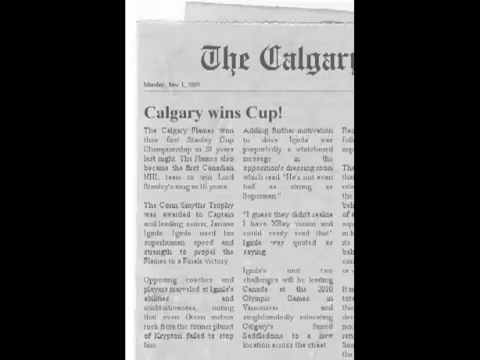 The Calgary
Monday, June 1, 2009
Calgary wins Cup!
The Calgary Flames won
their first Stanley Cup
Championship in 20 years
last night. The Flames also
became the first Canadian
NHL team to win Lord
Stanley's mug in 16 years.
The Conn Smythe Trophy
was awarded to Captain
and leading scorer, Jarome
Iginla. Iginla used his
superhuman speed and
strength to propel the
Flames to a Finals victory
Opposing coaches and
players marveled at Iginla's
abilities and
sticktoitiveness, noting
that even Green meteor
rock from the former planet
of Krypton failed to stop
him
Adding further motivation
to drive Iginla was
purportedly a whiteboard
message in the
opposition's dressing room
which read "He's not even
half as strong as
Superman."
"I guess they didn't realize
I have XRay vision and
could easily read that"
Iginla was quoted as
saying.
Iginla's next two
challenges will be leading
Canada at the 2010
Olympic Games in
Vancouver and
singlehandedly relocating
Calgary's famed
Saddledome to a new
location across the street